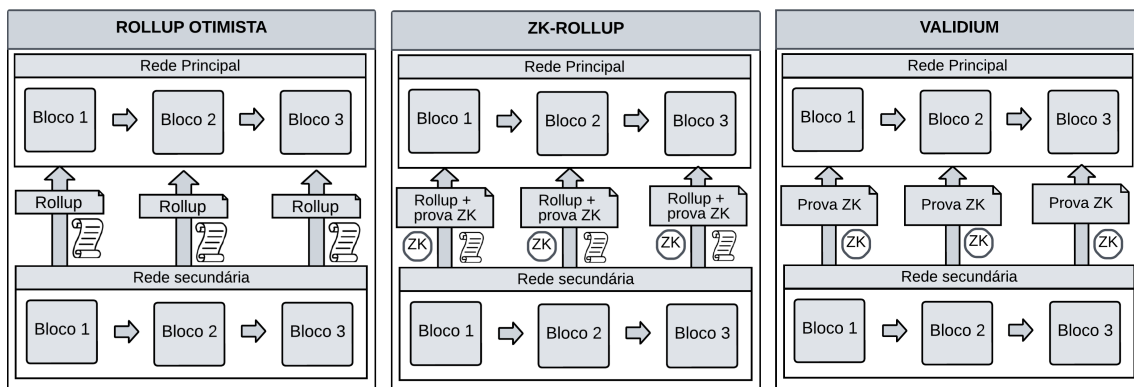 ROLLUP OTIMISTA
Rede Principal
Bloco 1
Bloco 2
Bloco 3
Rollup
Rollup
Rollup
Rede secundária
Bloco 1
Bloco 2
Bloco 3
ZK-ROLLUP
Rede Principal
Bloco 1
Bloco 2
Bloco 3
Rollup +
prova ZK
Rollup +
prova ZK
Rollup +
prova ZK
ZK
ZK
ZK
Rede secundária
Bloco 1
Bloco 2
Bloco 3
VALIDIUM
Rede Principal
Bloco 1
Bloco 2
Bloco 3
Prova ZK
Prova ZK
Prova ZK
ZK
ZK
ZK
Rede secundária
Bloco 1
Bloco 2
Bloco 3